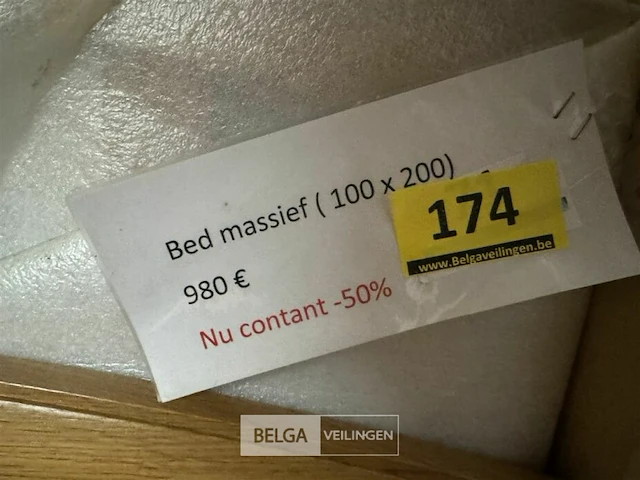 Bed massief ( 100 x 200)
980 €
Nu contant -50%
174
www.Belgaveilingen.be
BELGA VEILINGEN